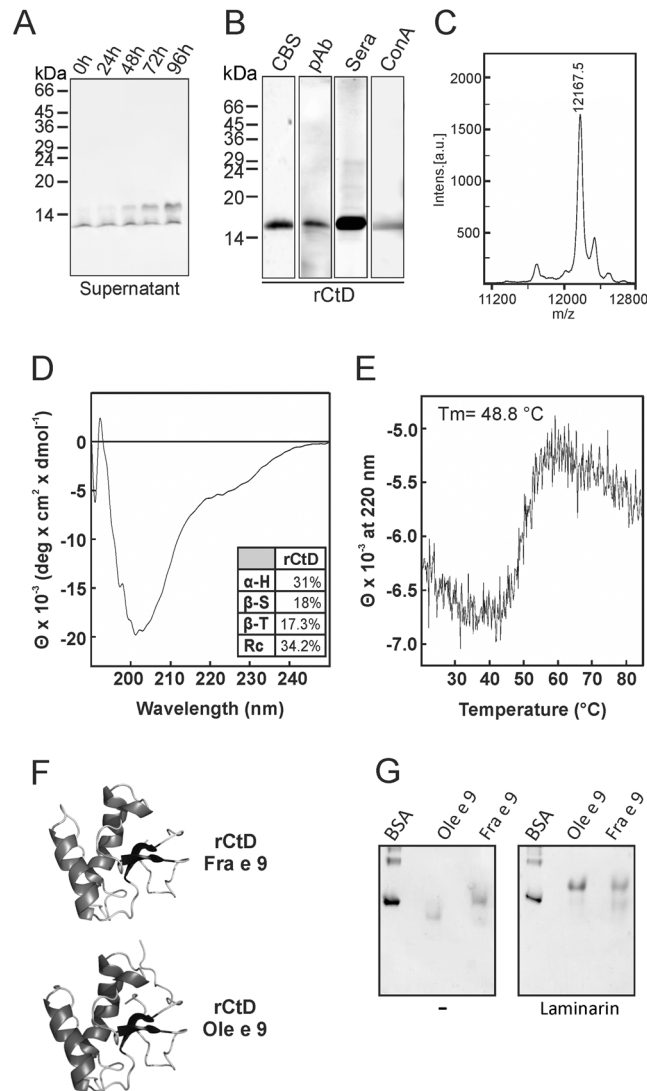 A
0h 24h 48h 72h 96h
kDa
66
45
36
29
24
20
14
Supernatant
B
CBS pAb Sera ConA
kDa
66
45
36
29
24
20
14
rCtD
C
2000
1500
1000
500
Intens.[a.u.]
12167.5
11200 12000 12800
m/z
D
0
-5
-10
-15
-20
Θ x 10⁻³ (deg x cm² x dmol⁻¹)
rCtD
α-H 31%
β-S 18%
β-T 17.3%
Rc 34.2%
200 210 220 230 240
Wavelength (nm)
E
Tm= 48.8 °C
-5.0
-5.5
-6.0
-6.5
-7.0
Θ x 10⁻³ at 220 nm
30 40 50 60 70 80
Temperature (°C)
F
rCtD
Fra e 9
rCtD
Ole e 9
G
BSA Ole e 9 Fra e 9
BSA Ole e 9 Fra e 9
-
Laminarin